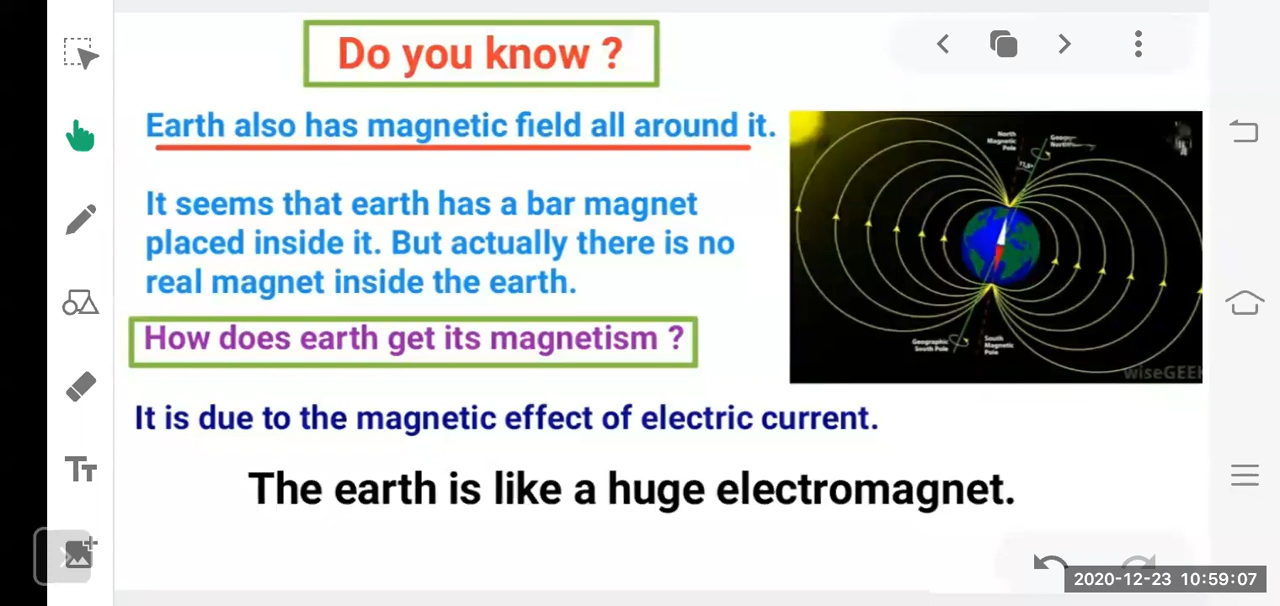 Do you know ?
Earth also has magnetic field all around it.
It seems that earth has a bar magnet
placed inside it. But actually there is no
real magnet inside the earth.
How does earth get its magnetism ?
It is due to the magnetic effect of electric current.
The earth is like a huge electromagnet.
North
Magnetic
Pole
Geographic
South Pole
South
Magnetic
Pole
wiseGEEK
TT
2020-12-23 10:59:07